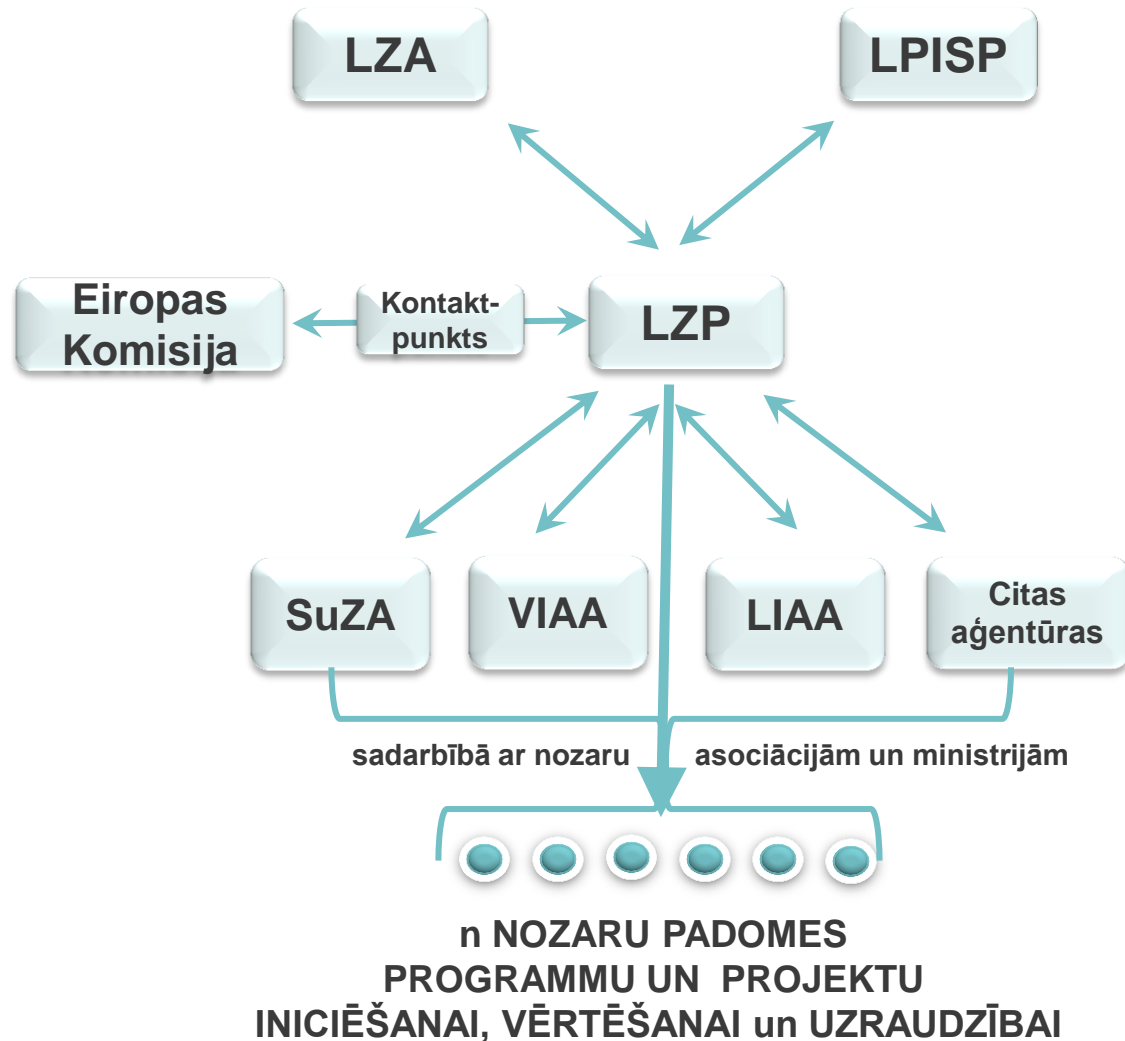 LZA
LPISP
Eiropas
Komisija
Kontakt-
punkts
LZP
SuZA
VIAA
LIAA
Citas
aģentūras
sadarbībā ar nozaru asociācijām un ministrijām
n NOZARU PADOMES
PROGRAMMU UN PROJEKTU
INICIĒŠANAI, VĒRTĒŠANAI un UZRAUDZĪBAI